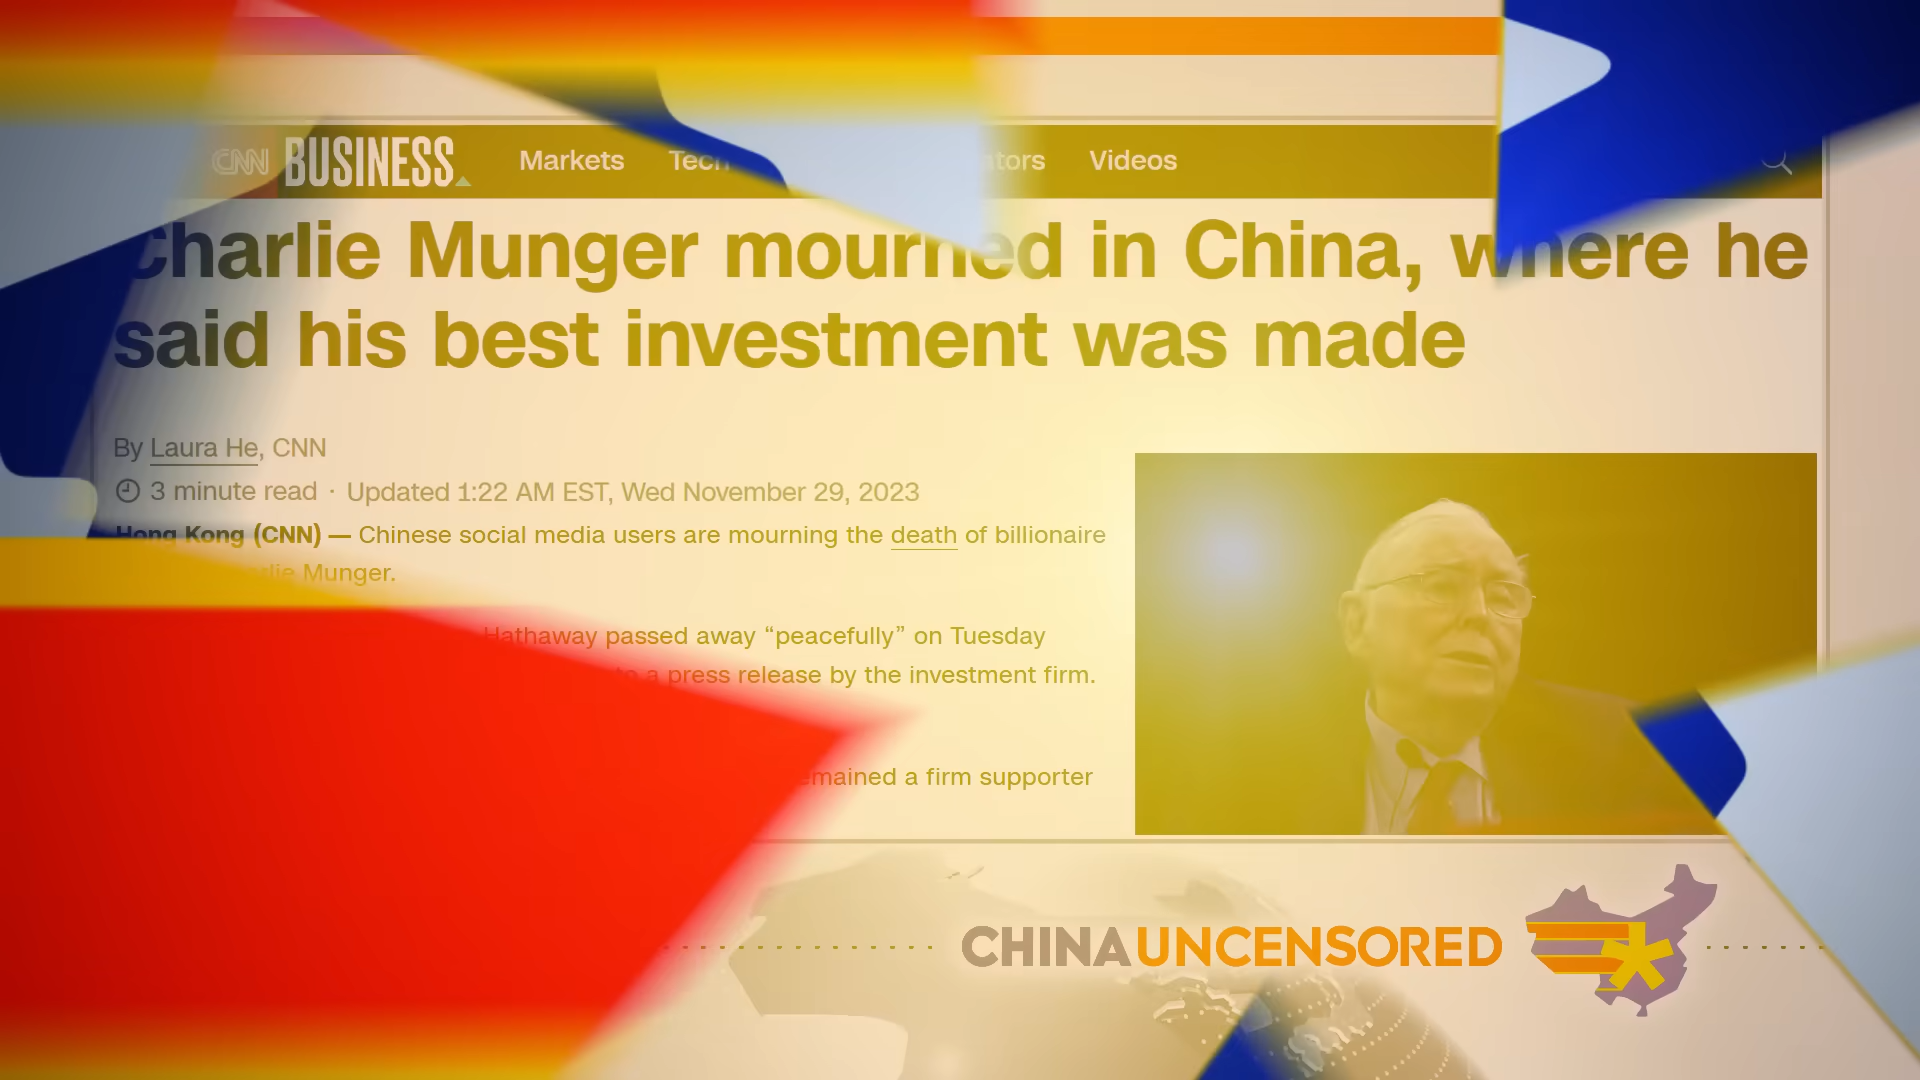 CNN BUSINESS Markets Tech Videos
Charlie Munger mourned in China, where he
said his best investment was made
By Laura He, CNN
3 minute read · Updated 1:22 AM EST, Wed November 29, 2023
Hong Kong (CNN) — Chinese social media users are mourning the death of billionaire
Munger.
Hathaway passed away “peacefully” on Tuesday
to a press release by the investment firm.
a firm supporter
CHINA UNCENSORED